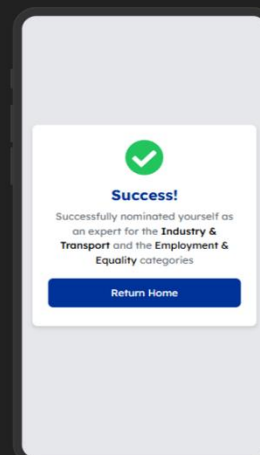 Success!
Successfully nominated yourself as
an expert for the Industry &
Transport and the Employment &
Equality categories
Return Home